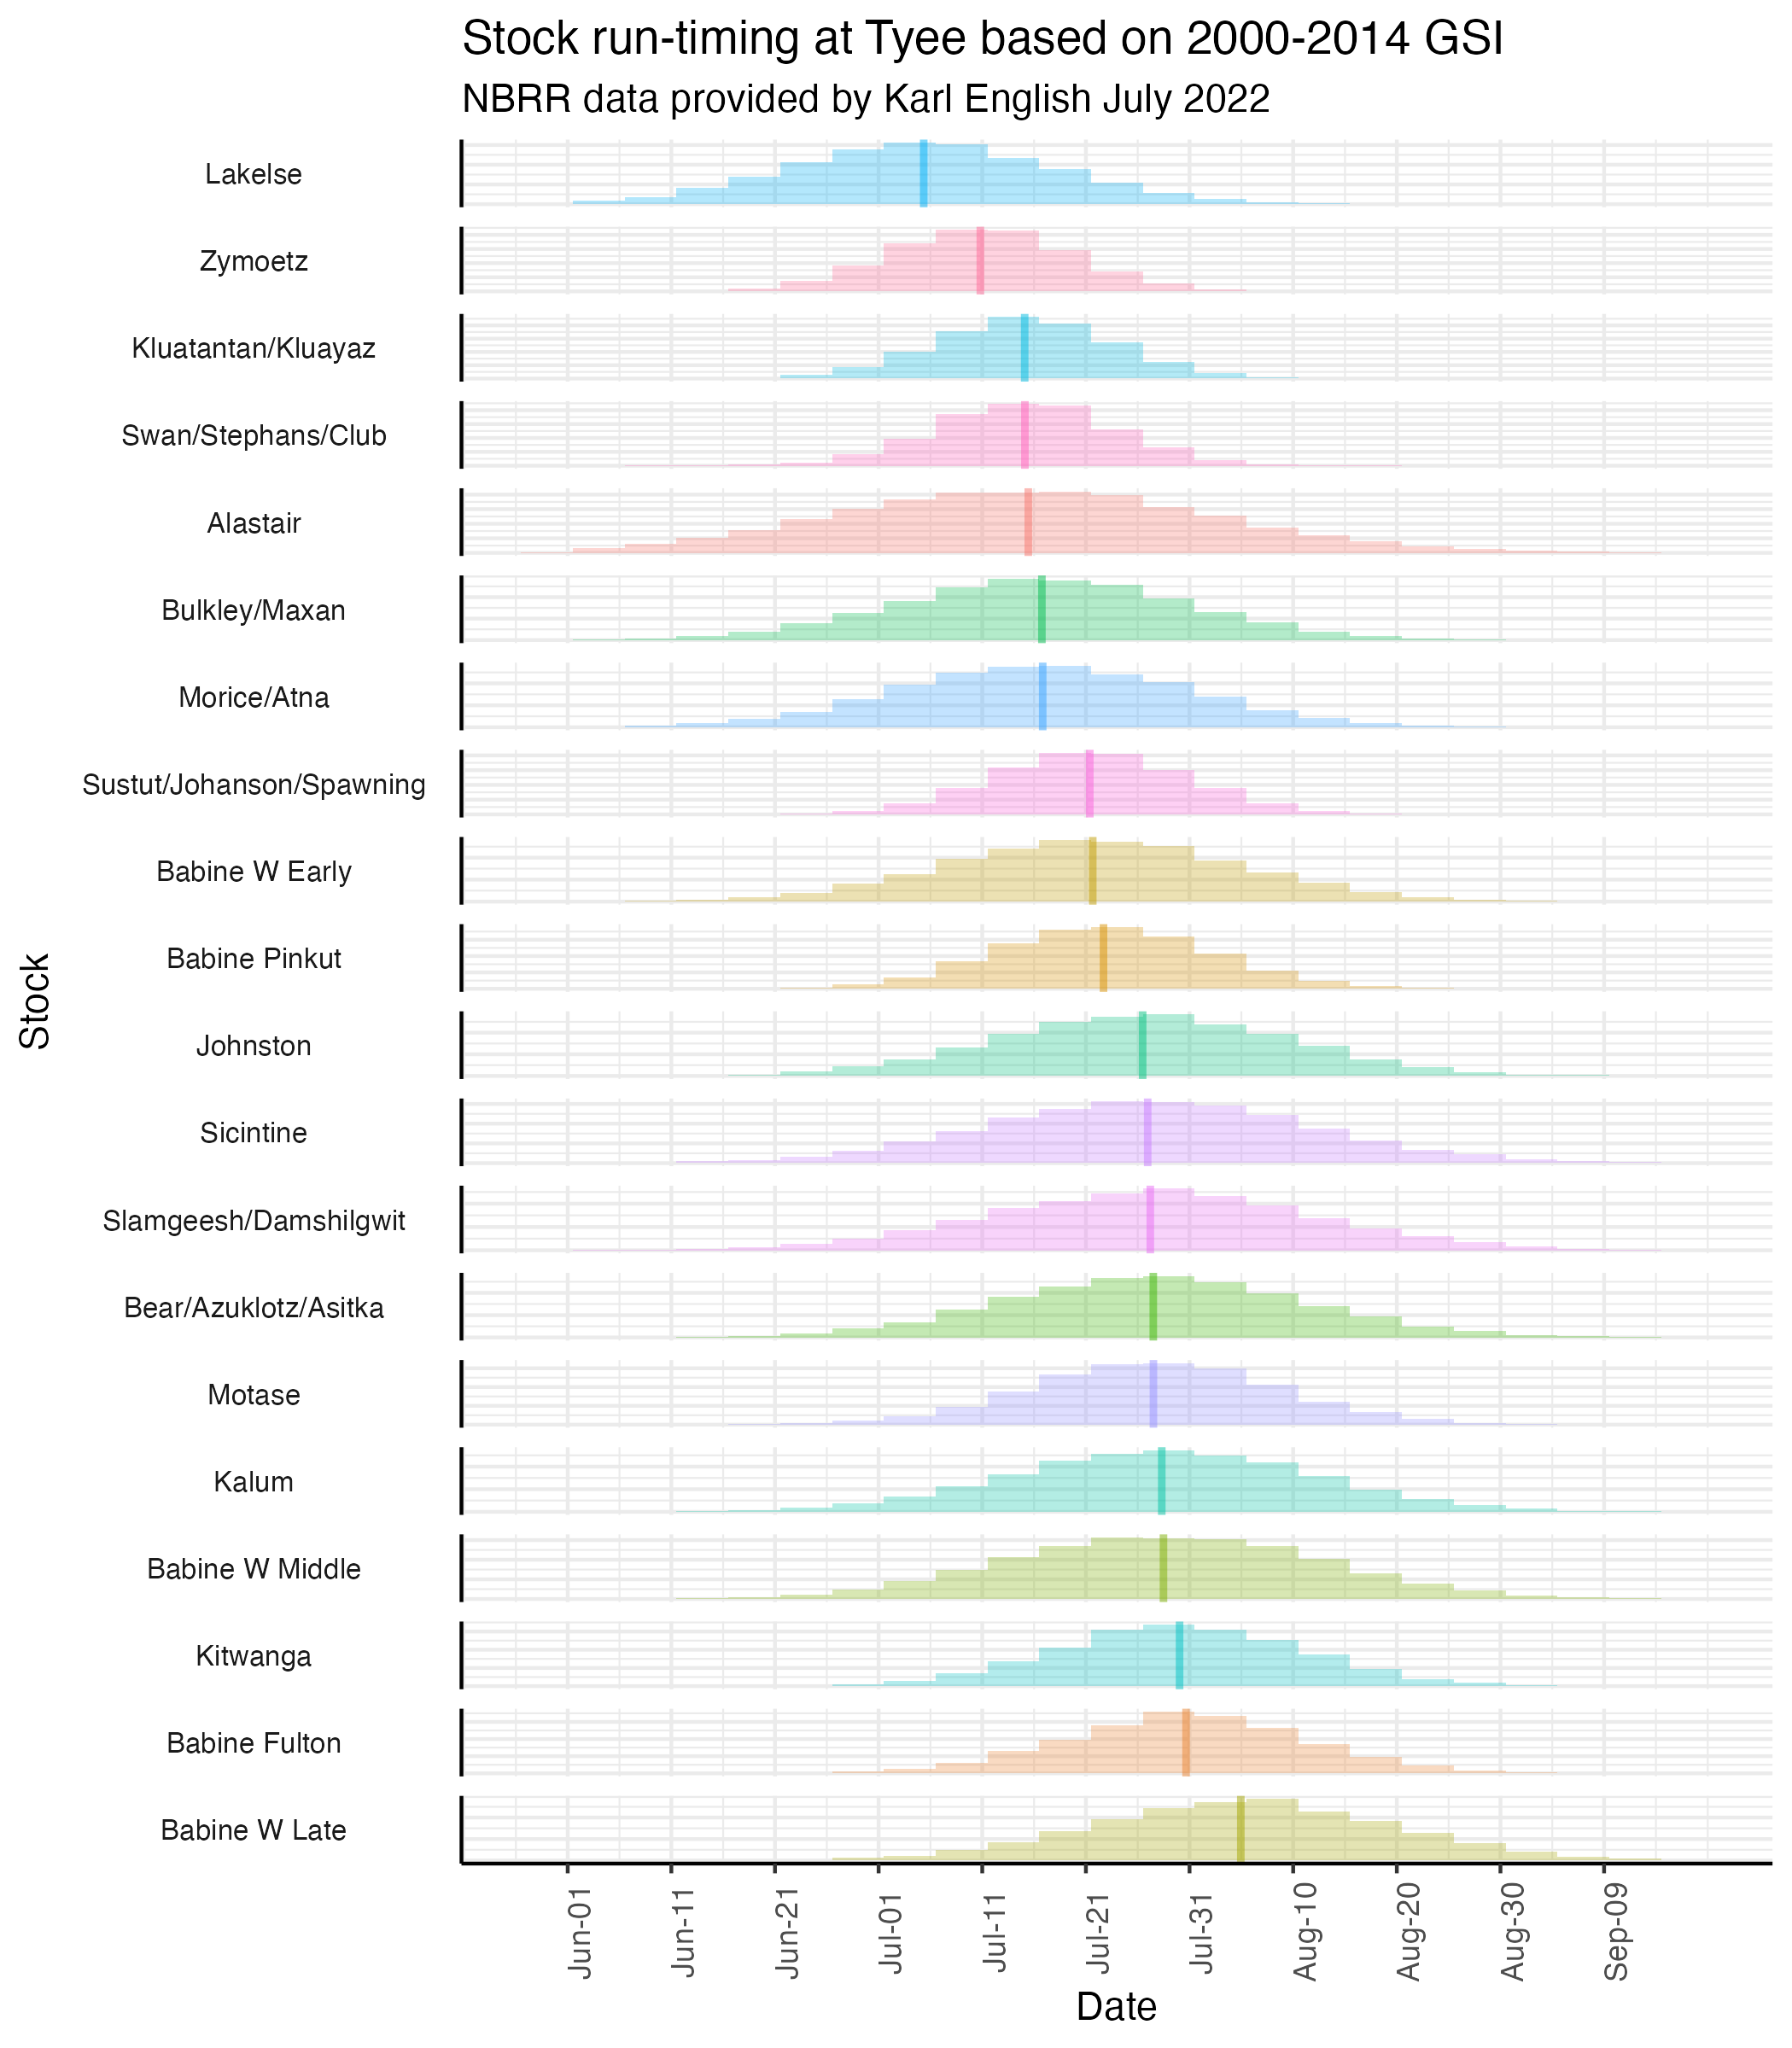 Stock run-timing at Tyee based on 2000-2014 GSI
NBRR data provided by Karl English July 2022
Lakelse
Zymoetz
Kluatantan/Kluayaz
Swan/Stephans/Club
Alastair
Bulkley/Maxan
Morice/Atna
Sustut/Johanson/Spawning
Babine W Early
Babine Pinkut
Johnston
Sicintine
Slamgeesh/Damshilgwit
Bear/Azuklotz/Asitka
Motase
Kalum
Babine W Middle
Kitwanga
Babine Fulton
Babine W Late
Stock
Jun-01
Jun-11
Jun-21
Jul-01
Jul-11
Jul-21
Jul-31
Aug-10
Aug-20
Aug-30
Sep-09
Date